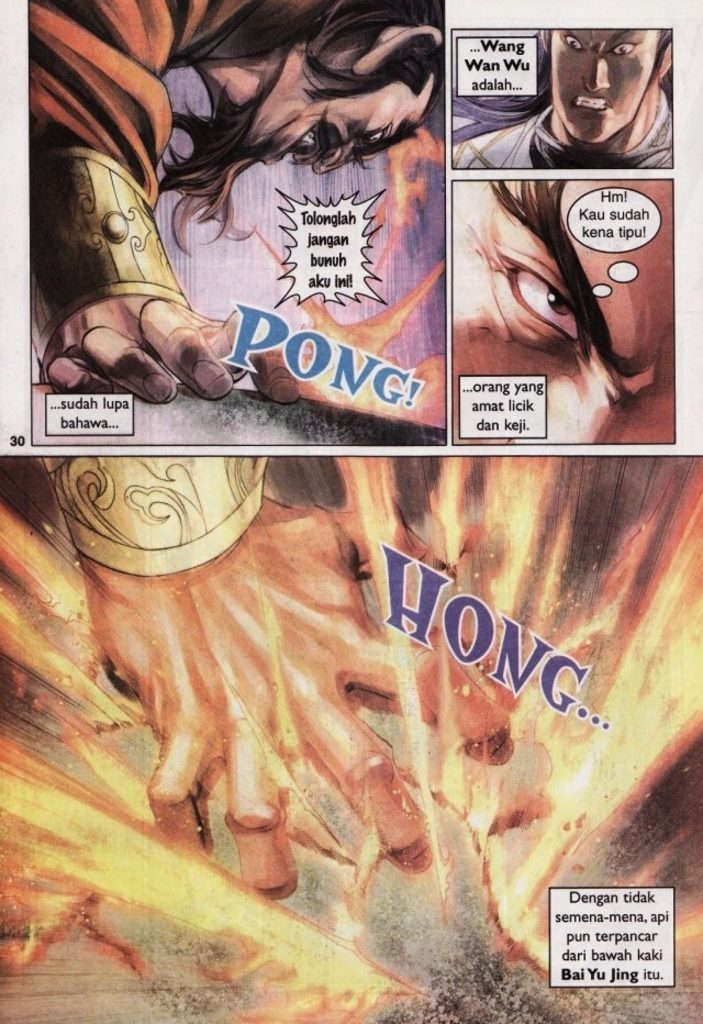 Tolonglah
jangan
bunuh
aku ini!
PONG!
...sudah lupa
bahawa...
...Wang
Wan Wu
adalah...
Hm!
Kau sudah
kena tipu!
...orang yang
amat licik
dan keji.
30
HONG...
Dengan tidak
semena-mena, api
pun terpancar
dari bawah kaki
Bai Yu Jing itu.